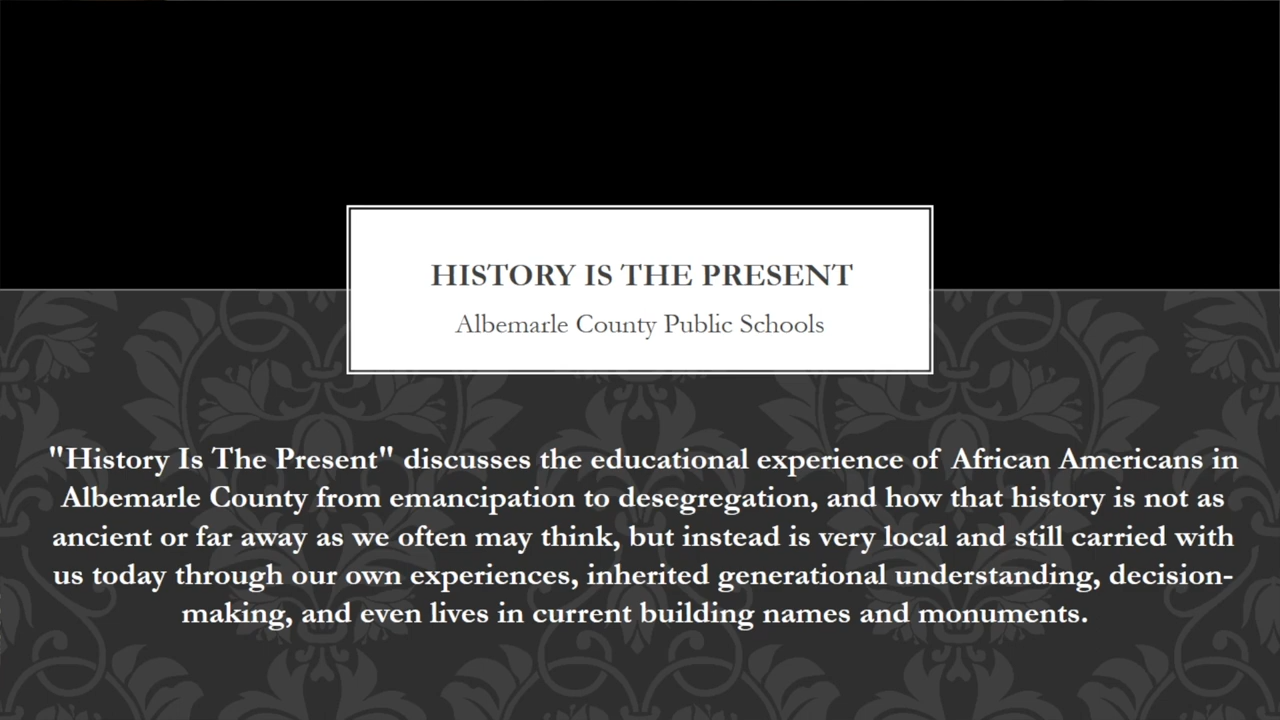 HISTORY IS THE PRESENT
Albemarle County Public Schools
"History Is The Present" discusses the educational experience of African Americans in
Albemarle County from emancipation to desegregation, and how that history is not as
ancient or far away as we often may think, but instead is very local and still carried with
us today through our own experiences, inherited generational understanding, decision-
making, and even lives in current building names and monuments.